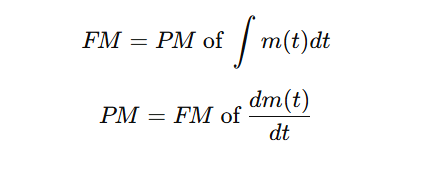 FM = PM of ∫ m(t)dt
PM = FM of dm(t)/dt